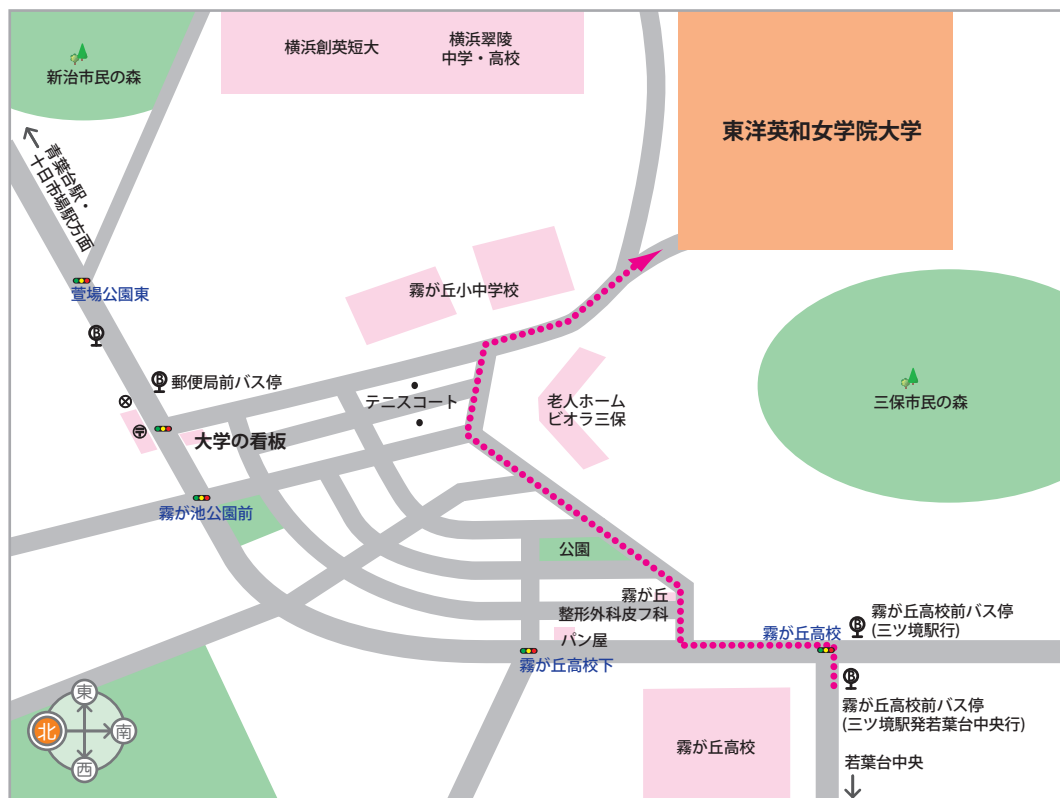 横浜創英短大
横浜翠陵
中学・高校
新治市民の森
東洋英和女学院大学
青葉台駅・
十日市場駅方面
萱場公園東
霧が丘小中学校
郵便局前バス停
テニスコート
老人ホーム
ビオラ三保
三保市民の森
大学の看板
霧が池公園前
公園
霧が丘
整形外科皮フ科
パン屋
霧が丘高校下
霧が丘高校
霧が丘高校前バス停
(三ツ境駅行)
霧が丘高校前バス停
(三ツ境駅発若葉台中央行)
霧が丘高校
若葉台中央
東
北
南
西